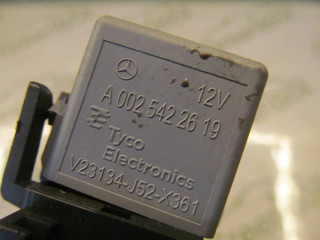 12V
A 002 542 26 19
Tyco
Electronics
V23134-J52-X361